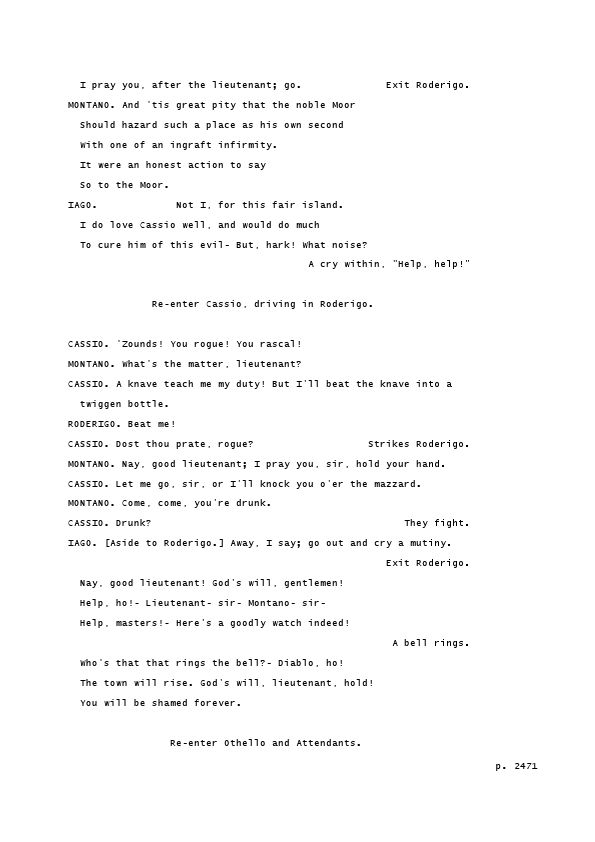 I pray you, after the lieutenant; go.              Exit Roderigo.
MONTANO. And 'tis great pity that the noble Moor
  Should hazard such a place as his own second
  With one of an ingraft infirmity.
  It were an honest action to say
  So to the Moor.
IAGO.             Not I, for this fair island.
  I do love Cassio well, and would do much
  To cure him of this evil- But, hark! What noise?
                                        A cry within, "Help, help!"
              Re-enter Cassio, driving in Roderigo.
CASSIO. 'Zounds! You rogue! You rascal!
MONTANO. What's the matter, lieutenant?
CASSIO. A knave teach me my duty! But I'll beat the knave into a
  twiggen bottle.
RODERIGO. Beat me!
CASSIO. Dost thou prate, rogue?                   Strikes Roderigo.
MONTANO. Nay, good lieutenant; I pray you, sir, hold your hand.
CASSIO. Let me go, sir, or I'll knock you o'er the mazzard.
MONTANO. Come, come, you're drunk.
CASSIO. Drunk?                                          They fight.
IAGO. [Aside to Roderigo.] Away, I say; go out and cry a mutiny.
                                                     Exit Roderigo.
  Nay, good lieutenant! God's will, gentlemen!
  Help, ho!- Lieutenant- sir- Montano- sir-
  Help, masters!- Here's a goodly watch indeed!
                                                      A bell rings.
  Who's that that rings the bell?- Diablo, ho!
  The town will rise. God's will, lieutenant, hold!
  You will be shamed forever.
                 Re-enter Othello and Attendants.
p. 2471